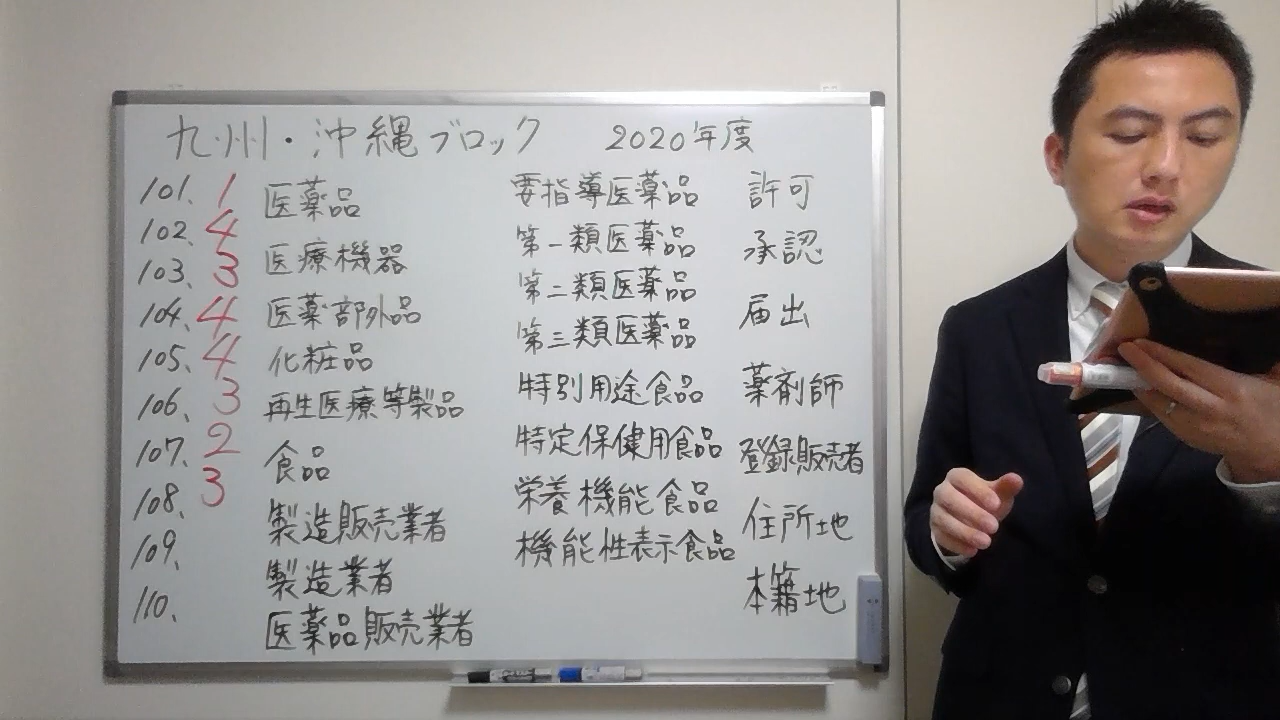 九州・沖縄ブロック 2020年度
101. 1
102. 4
103. 3
104. 4
105. 4
106. 3
107. 2
108. 3
109.
110.
医薬品
医療機器
医薬部外品
化粧品
再生医療等製品
食品
製造販売業者
製造業者
医薬品販売業者
要指導医薬品
第一類医薬品
第二類医薬品
第三類医薬品
特別用途食品
特定保健用食品
栄養機能食品
機能性表示食品
許可
承認
届出
薬剤師
登録販売者
住所地
本籍地